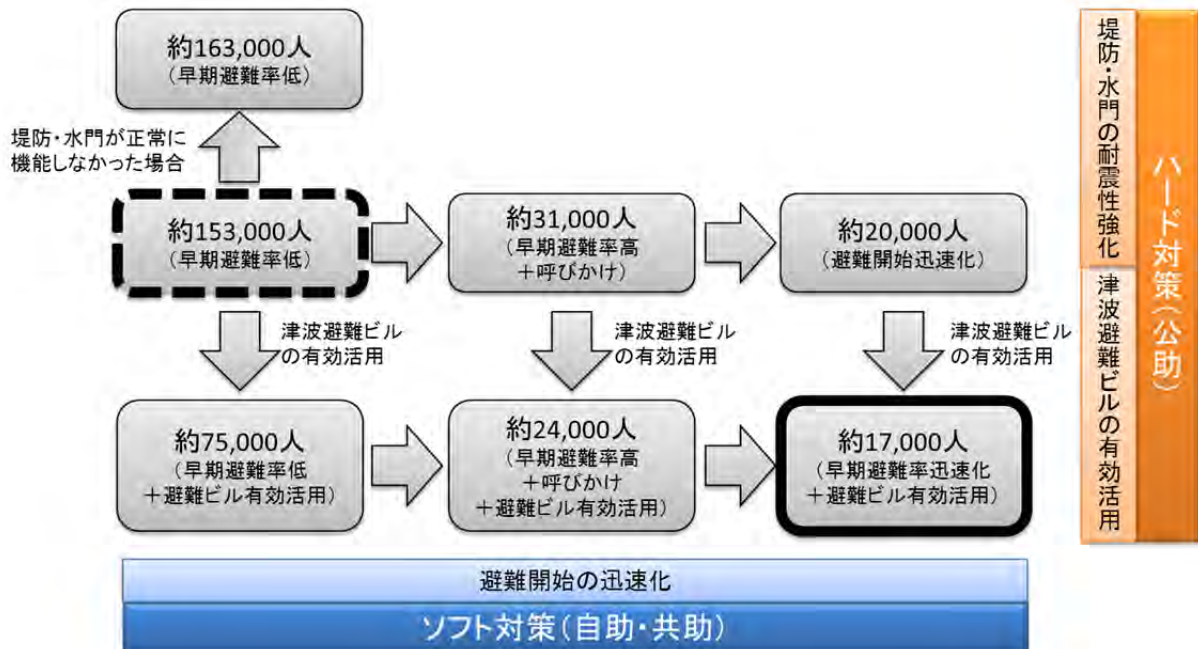 約163,000人
（早期避難率低）
堤防・水門が正常に
機能しなかった場合
約153,000人
（早期避難率低）
約31,000人
（早期避難率高
＋呼びかけ）
約20,000人
（避難開始迅速化）
津波避難ビル
の有効活用
津波避難ビル
の有効活用
津波避難ビル
の有効活用
約75,000人
（早期避難率低
＋避難ビル有効活用）
約24,000人
（早期避難率高
＋呼びかけ
＋避難ビル有効活用）
約17,000人
（早期避難率迅速化
＋避難ビル有効活用）
堤防・水門の耐震性強化
津波避難ビルの有効活用
ハード対策（公助）
避難開始の迅速化
ソフト対策（自助・共助）